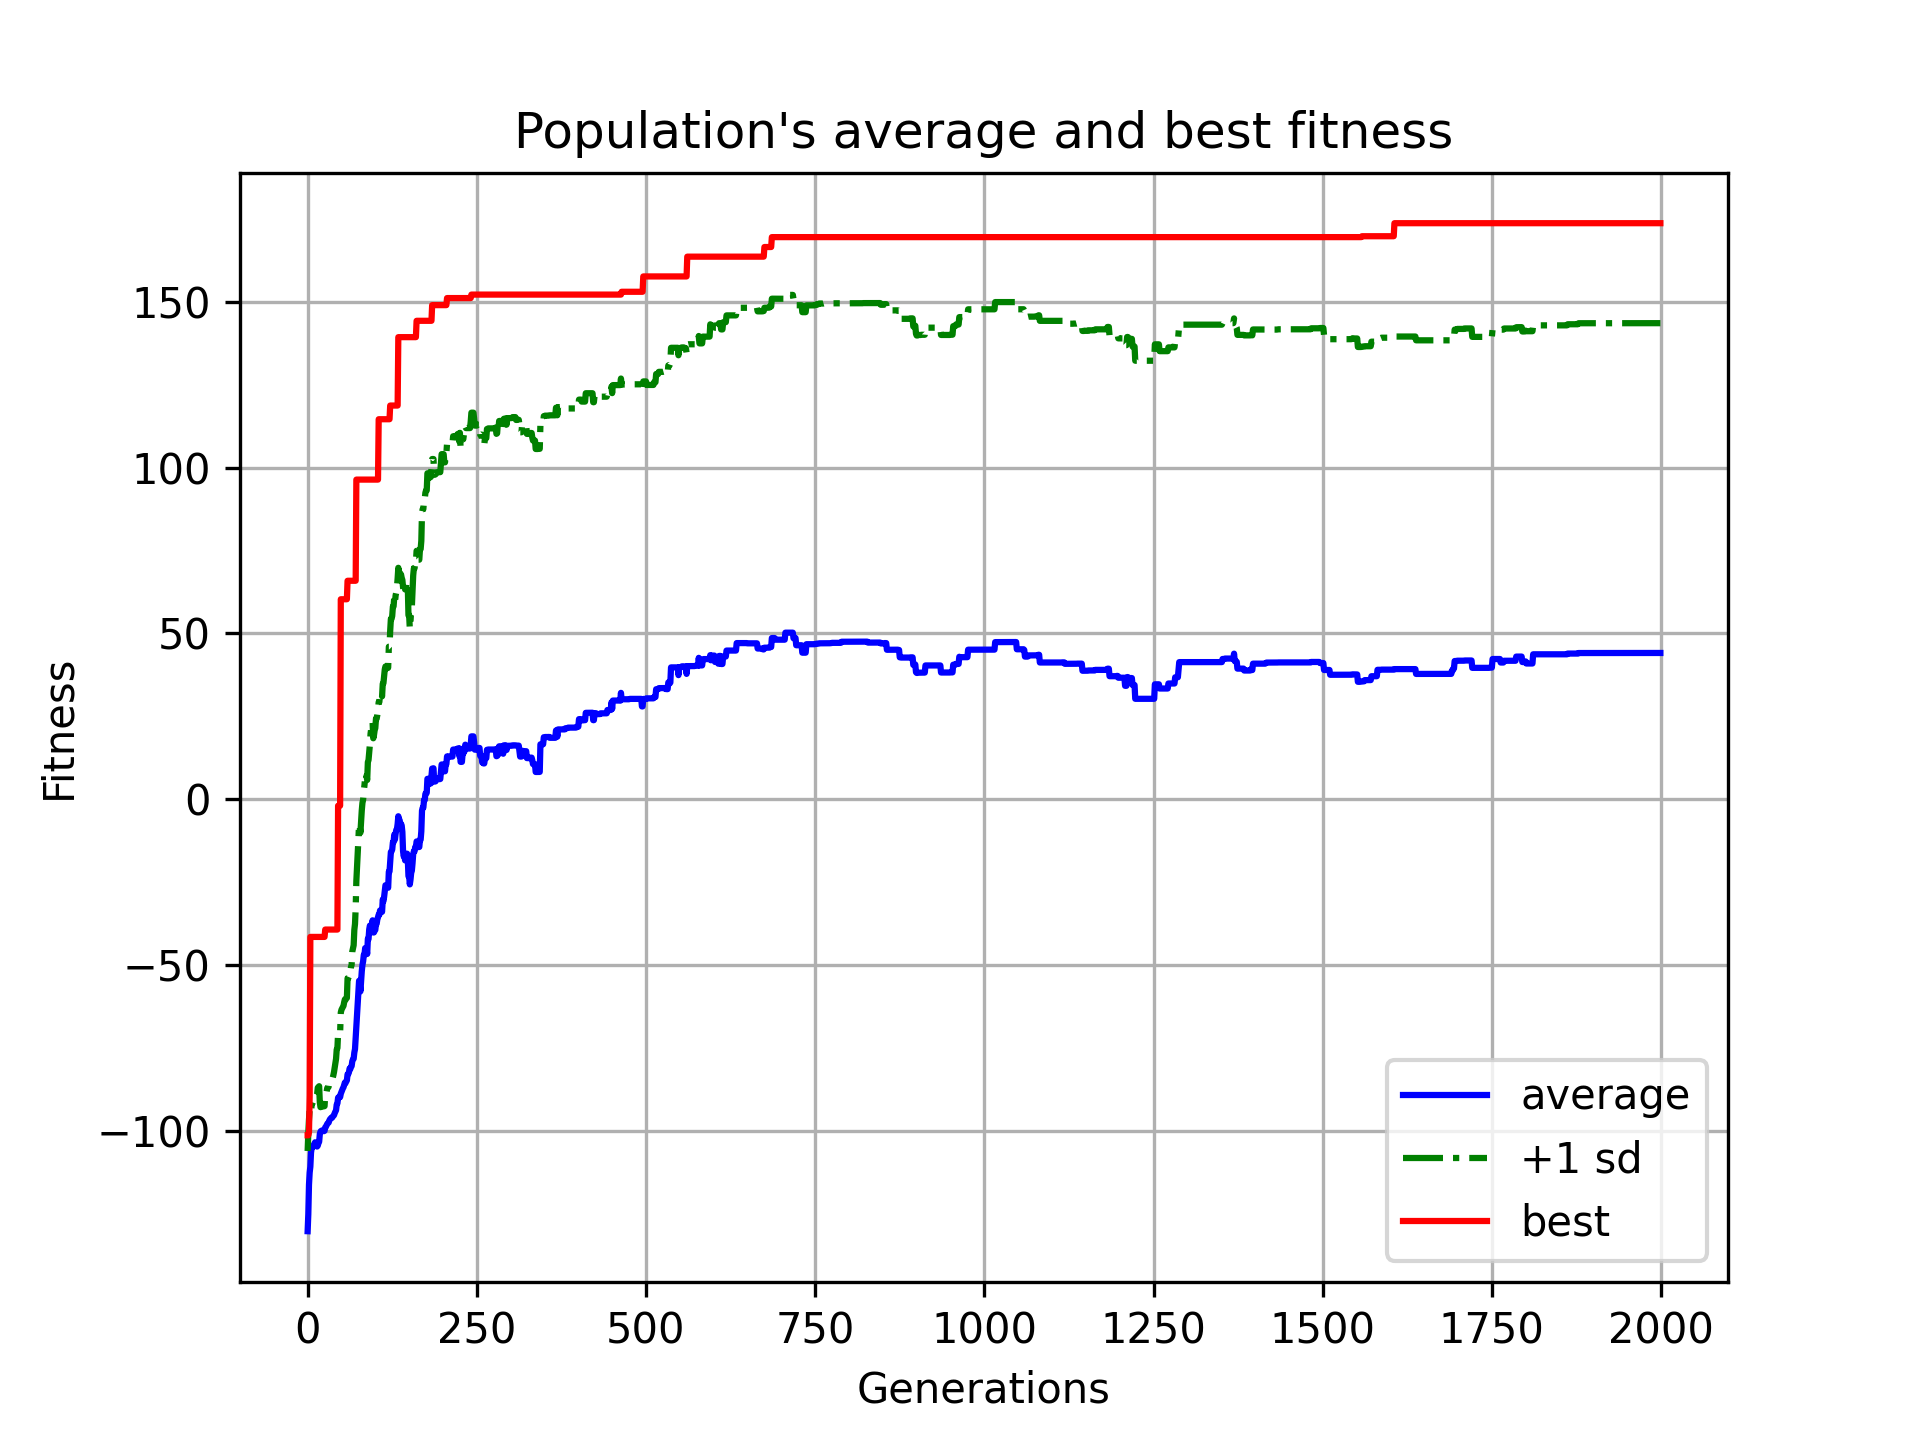 Population's average and best fitness
Fitness
150
100
50
0
−50
−100
0 250 500 750 1000 1250 1500 1750 2000
Generations
average
+1 sd
best